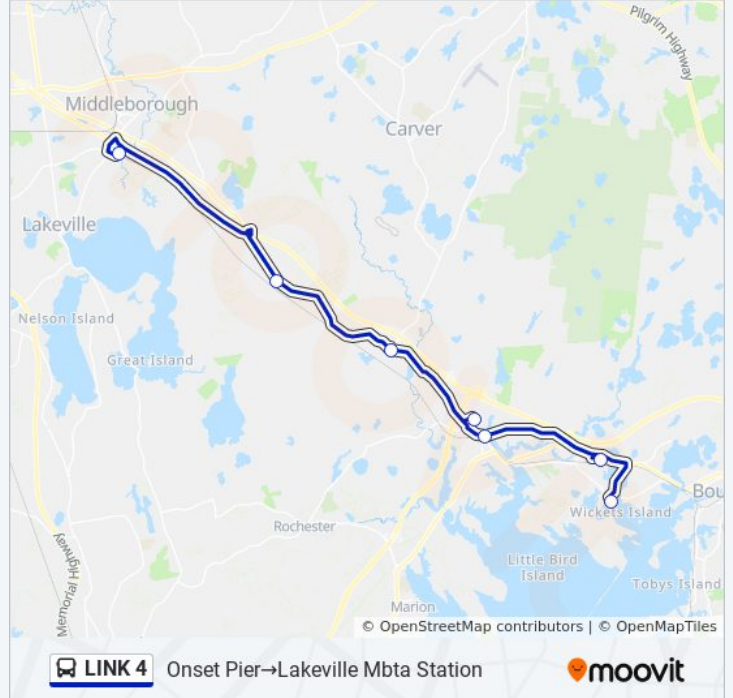 Pilgrim Highway
Middleborough
Carver
Lakeville
Nelson Island
Great Island
Bou
Wickets Island
Rochester
Little Bird
Island
Tobys Island
Memorial Highway
Marion
© OpenStreetMap contributors | © OpenMapTiles
LINK 4 Onset Pier→Lakeville Mbta Station moovit